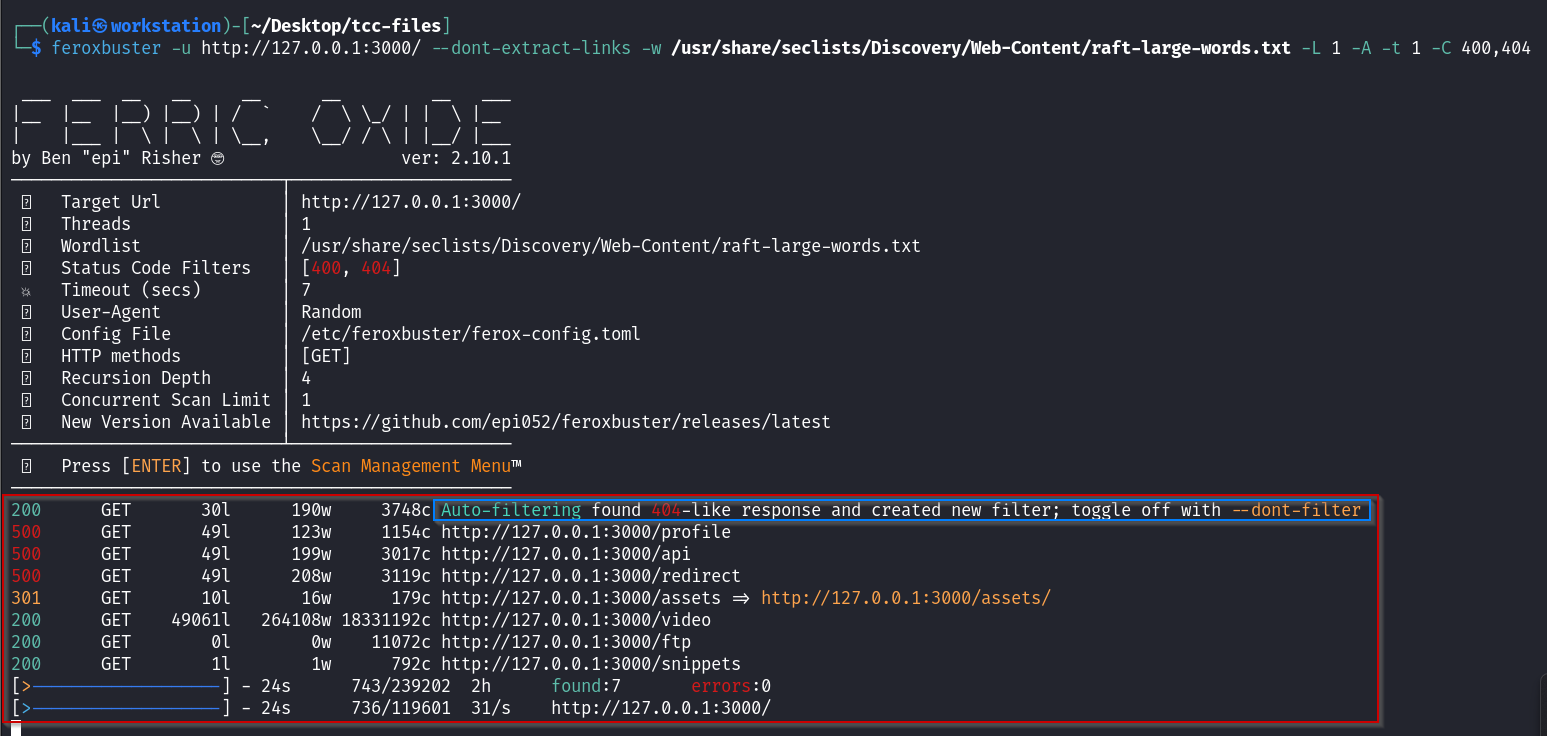 ┌──(kali㉿workstation)-[~/Desktop/tcc-files]
└─$ feroxbuster -u http://127.0.0.1:3000/ --dont-extract-links -w /usr/share/seclists/Discovery/Web-Content/raft-large-words.txt -L 1 -A -t 1 -C 400,404
FERRIC OXIDE
by Ben "epi" Risher 🤓 ver: 2.10.1
Target Url │ http://127.0.0.1:3000/
Threads │ 1
Wordlist │ /usr/share/seclists/Discovery/Web-Content/raft-large-words.txt
Status Code Filters │ [400, 404]
Timeout (secs) │ 7
User-Agent │ Random
Config File │ /etc/feroxbuster/ferox-config.toml
HTTP methods │ [GET]
Recursion Depth │ 4
Concurrent Scan Limit │ 1
New Version Available │ https://github.com/epi052/feroxbuster/releases/latest
Press [ENTER] to use the Scan Management Menu™
200 GET 30l 190w 3748c Auto-filtering found 404-like response and created new filter; toggle off with --dont-filter
500 GET 49l 123w 1154c http://127.0.0.1:3000/profile
500 GET 49l 199w 3017c http://127.0.0.1:3000/api
500 GET 49l 208w 3119c http://127.0.0.1:3000/redirect
301 GET 10l 16w 179c http://127.0.0.1:3000/assets => http://127.0.0.1:3000/assets/
200 GET 49061l 264108w 18331192c http://127.0.0.1:3000/video
200 GET 0l 0w 11072c http://127.0.0.1:3000/ftp
200 GET 1l 1w 792c http://127.0.0.1:3000/snippets
[>-------------------] - 24s 743/239202 2h found:7 errors:0
[>-------------------] - 24s 736/119601 31/s http://127.0.0.1:3000/